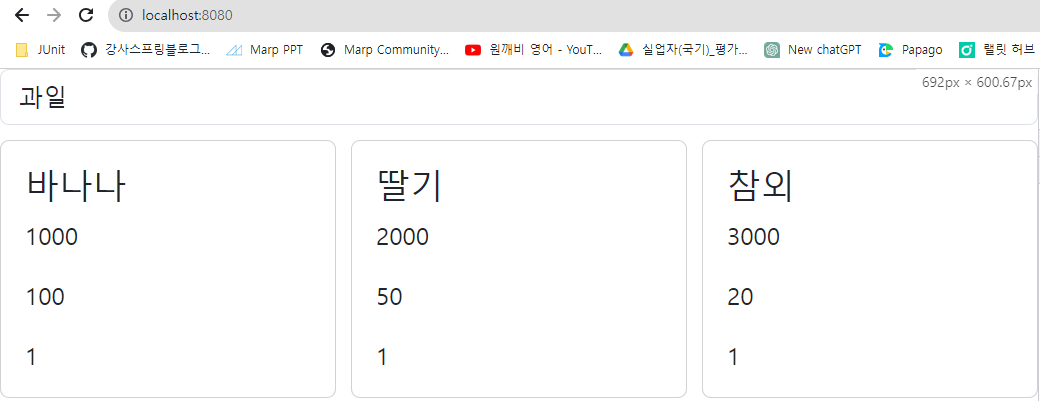 localhost:8080
JUnit 강사스프링블로그... Marp PPT Marp Community... 원깨비 영어 - YouT... 실업자(국기)_평가... New chatGPT Papago 랠릿 허브
692px × 600.67px
과일
바나나 딸기 참외
1000 2000 3000
100 50 20
1 1 1